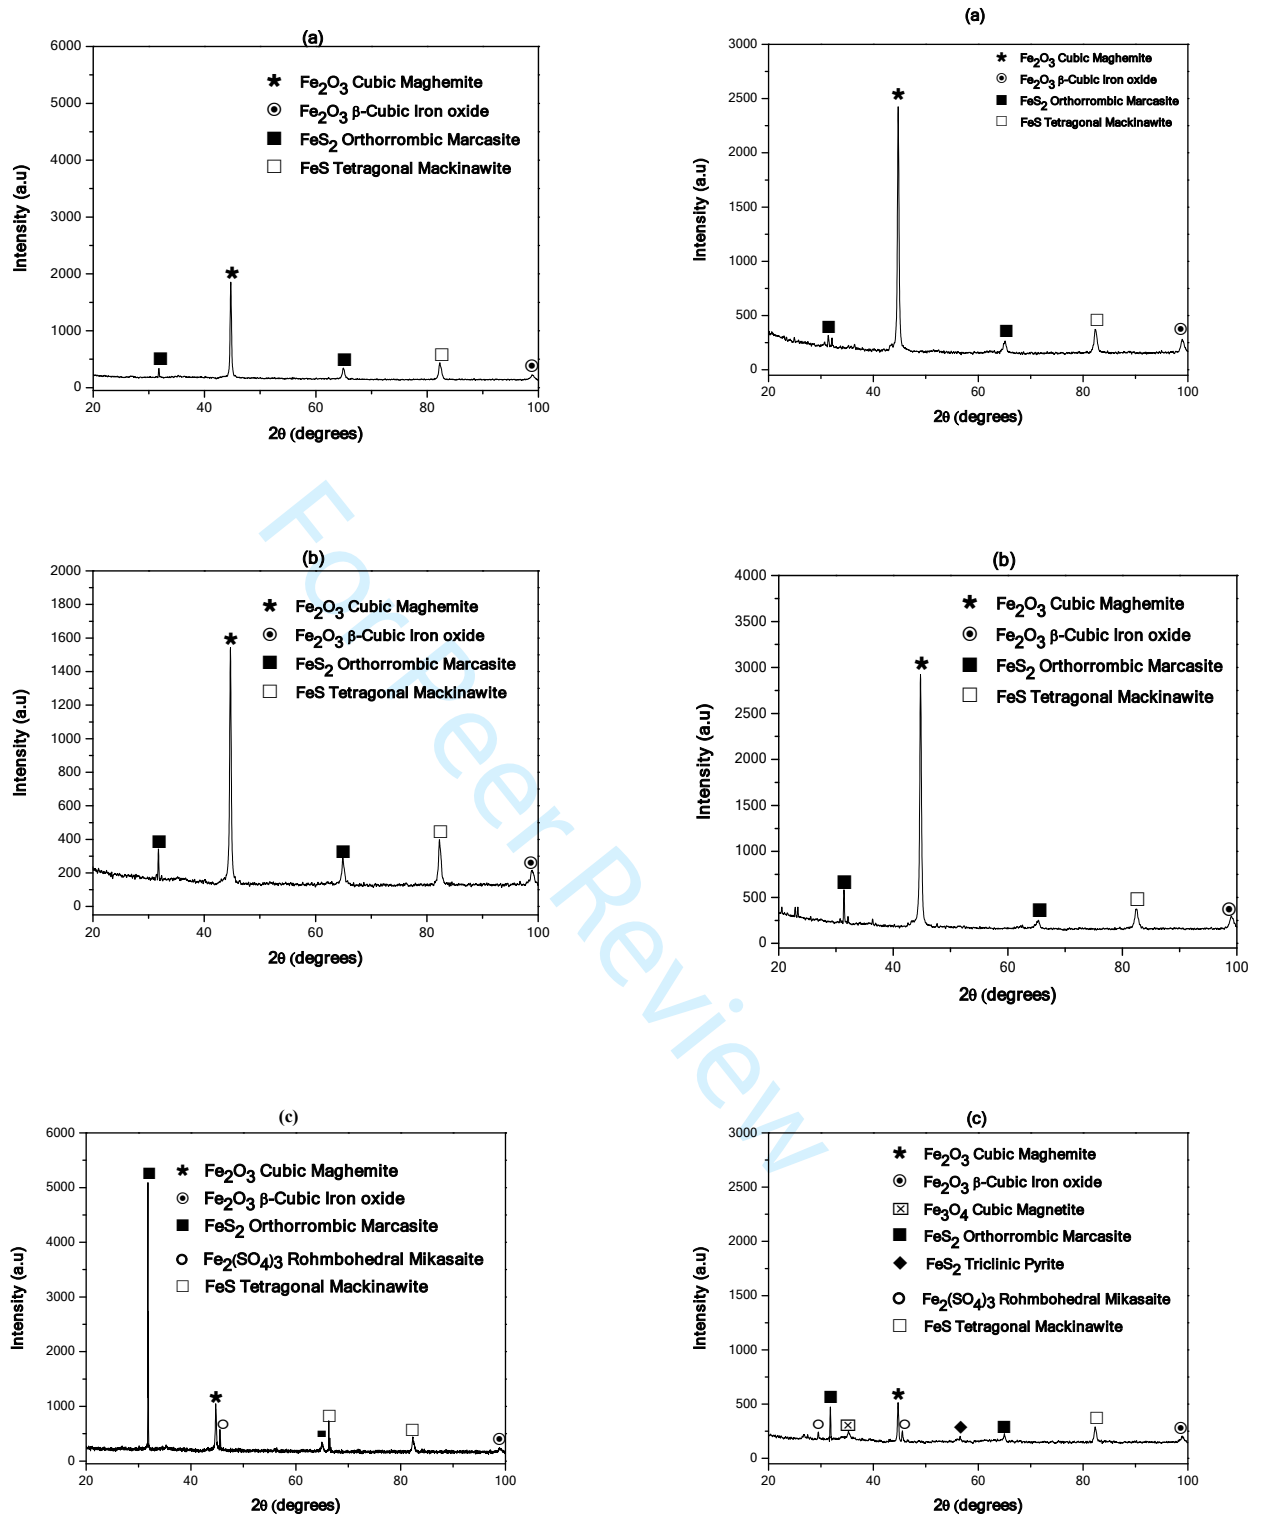 (a)
6000
5000
4000
3000
2000
1000
0
Intensity (a.u)
Fe2O3 Cubic Maghemite
Fe2O3 β-Cubic Iron oxide
FeS2 Orthorrombic Marcasite
FeS Tetragonal Mackinawite
20 40 60 80 100
2θ (degrees)
(a)
3000
2500
2000
1500
1000
500
0
Intensity (a.u)
Fe2O3 Cubic Maghemite
Fe2O3 β-Cubic Iron oxide
FeS2 Orthorrombic Marcasite
FeS Tetragonal Mackinawite
20 40 60 80 100
2θ (degrees)
(b)
2000
1800
1600
1400
1200
1000
800
600
400
200
0
Intensity (a.u)
Fe2O3 Cubic Maghemite
Fe2O3 β-Cubic Iron oxide
FeS2 Orthorrombic Marcasite
FeS Tetragonal Mackinawite
20 40 60 80 100
2θ (degrees)
(b)
4000
3500
3000
2500
2000
1500
1000
500
0
Intensity (a.u)
Fe2O3 Cubic Maghemite
Fe2O3 β-Cubic Iron oxide
FeS2 Orthorrombic Marcasite
FeS Tetragonal Mackinawite
20 40 60 80 100
2θ (degrees)
(c)
6000
5000
4000
3000
2000
1000
0
Intensity (a.u)
Fe2O3 Cubic Maghemite
Fe2O3 β-Cubic Iron oxide
FeS2 Orthorrombic Marcasite
Fe2(SO4)3 Rohmbohedral Mikasaite
FeS Tetragonal Mackinawite
20 40 60 80 100
2θ (degrees)
(c)
3000
2500
2000
1500
1000
500
0
Intensity (a.u)
Fe2O3 Cubic Maghemite
Fe2O3 β-Cubic Iron oxide
Fe3O4 Cubic Magnetite
FeS2 Orthorrombic Marcasite
FeS2 Triclinic Pyrite
Fe2(SO4)3 Rohmbohedral Mikasaite
FeS Tetragonal Mackinawite
20 40 60 80 100
2θ (degrees)
For Peer Review